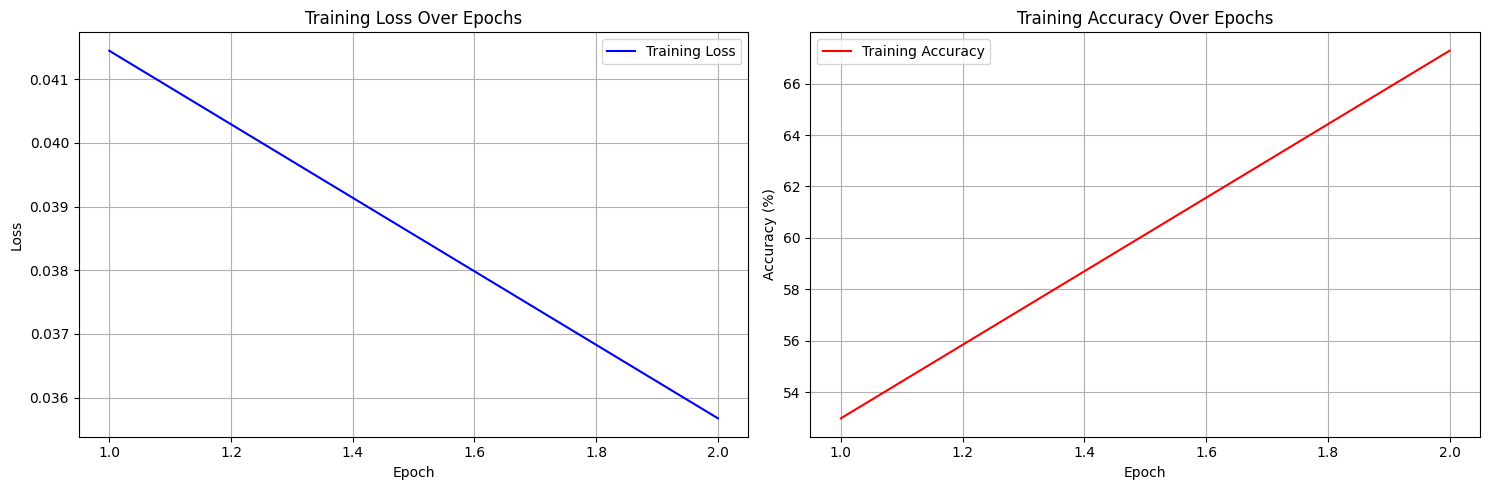 Training Loss Over Epochs
Training Loss
0.041
0.040
0.039
0.038
0.037
0.036
Loss
1.0 1.2 1.4 1.6 1.8 2.0
Epoch
Training Accuracy Over Epochs
Training Accuracy
66
64
62
60
58
56
54
Accuracy (%)
1.0 1.2 1.4 1.6 1.8 2.0
Epoch